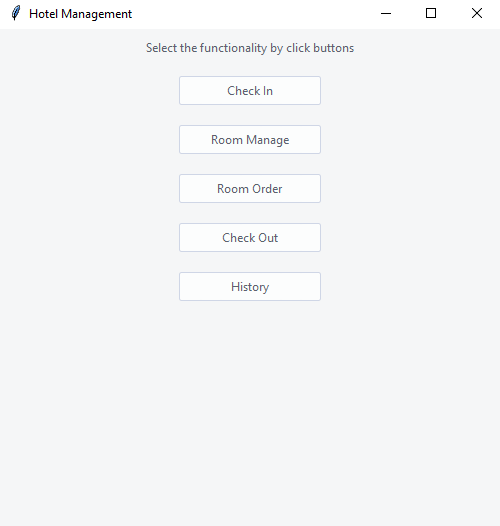 Hotel Management
Select the functionality by click buttons
Check In
Room Manage
Room Order
Check Out
History